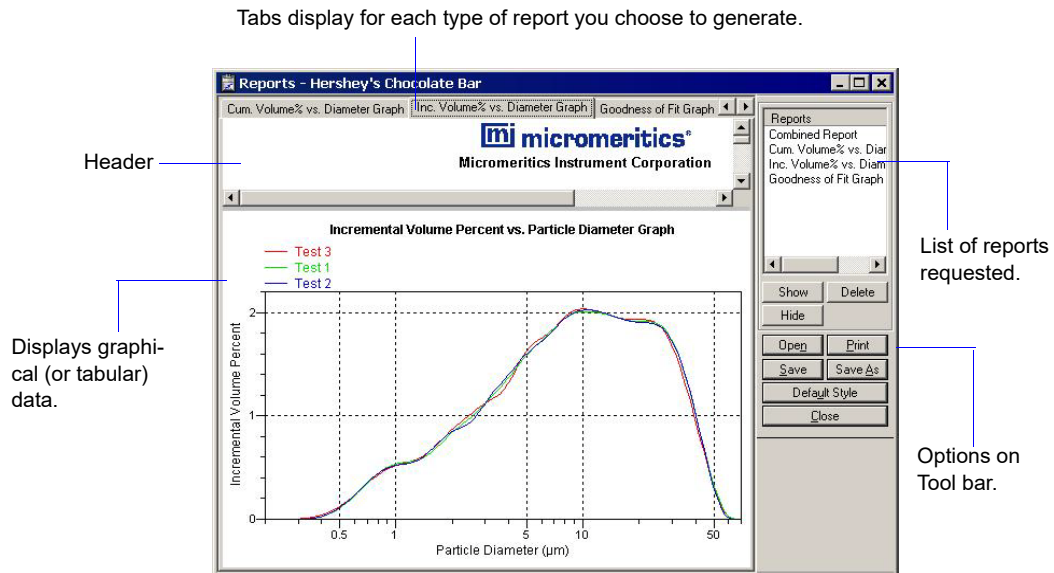 Tabs display for each type of report you choose to generate.
Reports - Hershey's Chocolate Bar
Cum. Volume% vs. Diameter Graph
Inc. Volume% vs. Diameter Graph
Goodness of Fit Graph
Header
mi micromeritics®
Micromeritics Instrument Corporation
Reports
Combined Report
Cum. Volume% vs. Diar
Inc. Volume% vs. Diam
Goodness of Fit Graph
List of reports
requested.
Show
Delete
Hide
Open
Print
Save
Save As
Default Style
Close
Options on
Tool bar.
Displays graphi-
cal (or tabular)
data.
Incremental Volume Percent vs. Particle Diameter Graph
Test 3
Test 1
Test 2
Incremental Volume Percent
2
1
0
0.5
1
5
10
50
Particle Diameter (µm)